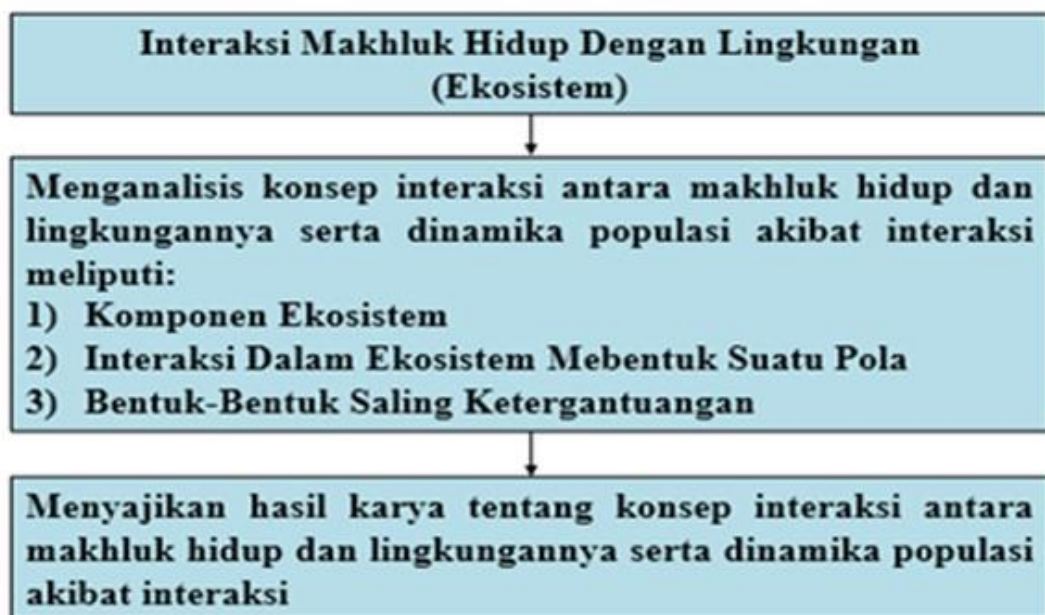 Interaksi Makhluk Hidup Dengan Lingkungan
(Ekosistem)
Menganalisis konsep interaksi antara makhluk hidup dan
lingkungannya serta dinamika populasi akibat interaksi
meliputi:
1) Komponen Ekosistem
2) Interaksi Dalam Ekosistem Mebentuk Suatu Pola
3) Bentuk-Bentuk Saling Ketergantuangan
Menyajikan hasil karya tentang konsep interaksi antara
makhluk hidup dan lingkungannya serta dinamika populasi
akibat interaksi